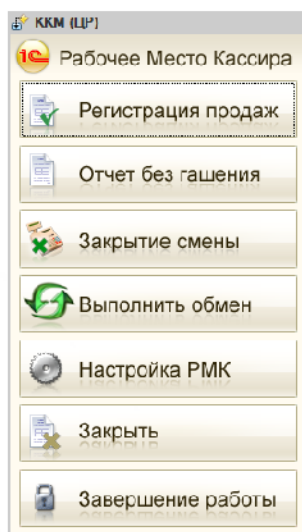 ККМ (ЦР)
1С Рабочее Место Кассира
Регистрация продаж
Отчет без гашения
Закрытие смены
Выполнить обмен
Настройка РМК
Закрыть
Завершение работы